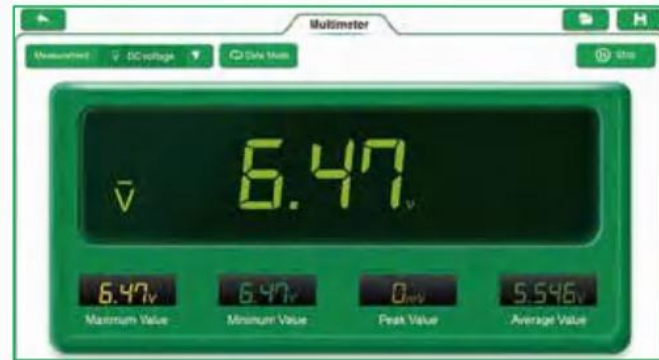 Multimeter
Measurement DC voltage Data Mode Stop
V 6.47 v
6.47v 6.47v 0mV 5.546v
Maximum Value Minimum Value Peak Value Average Value